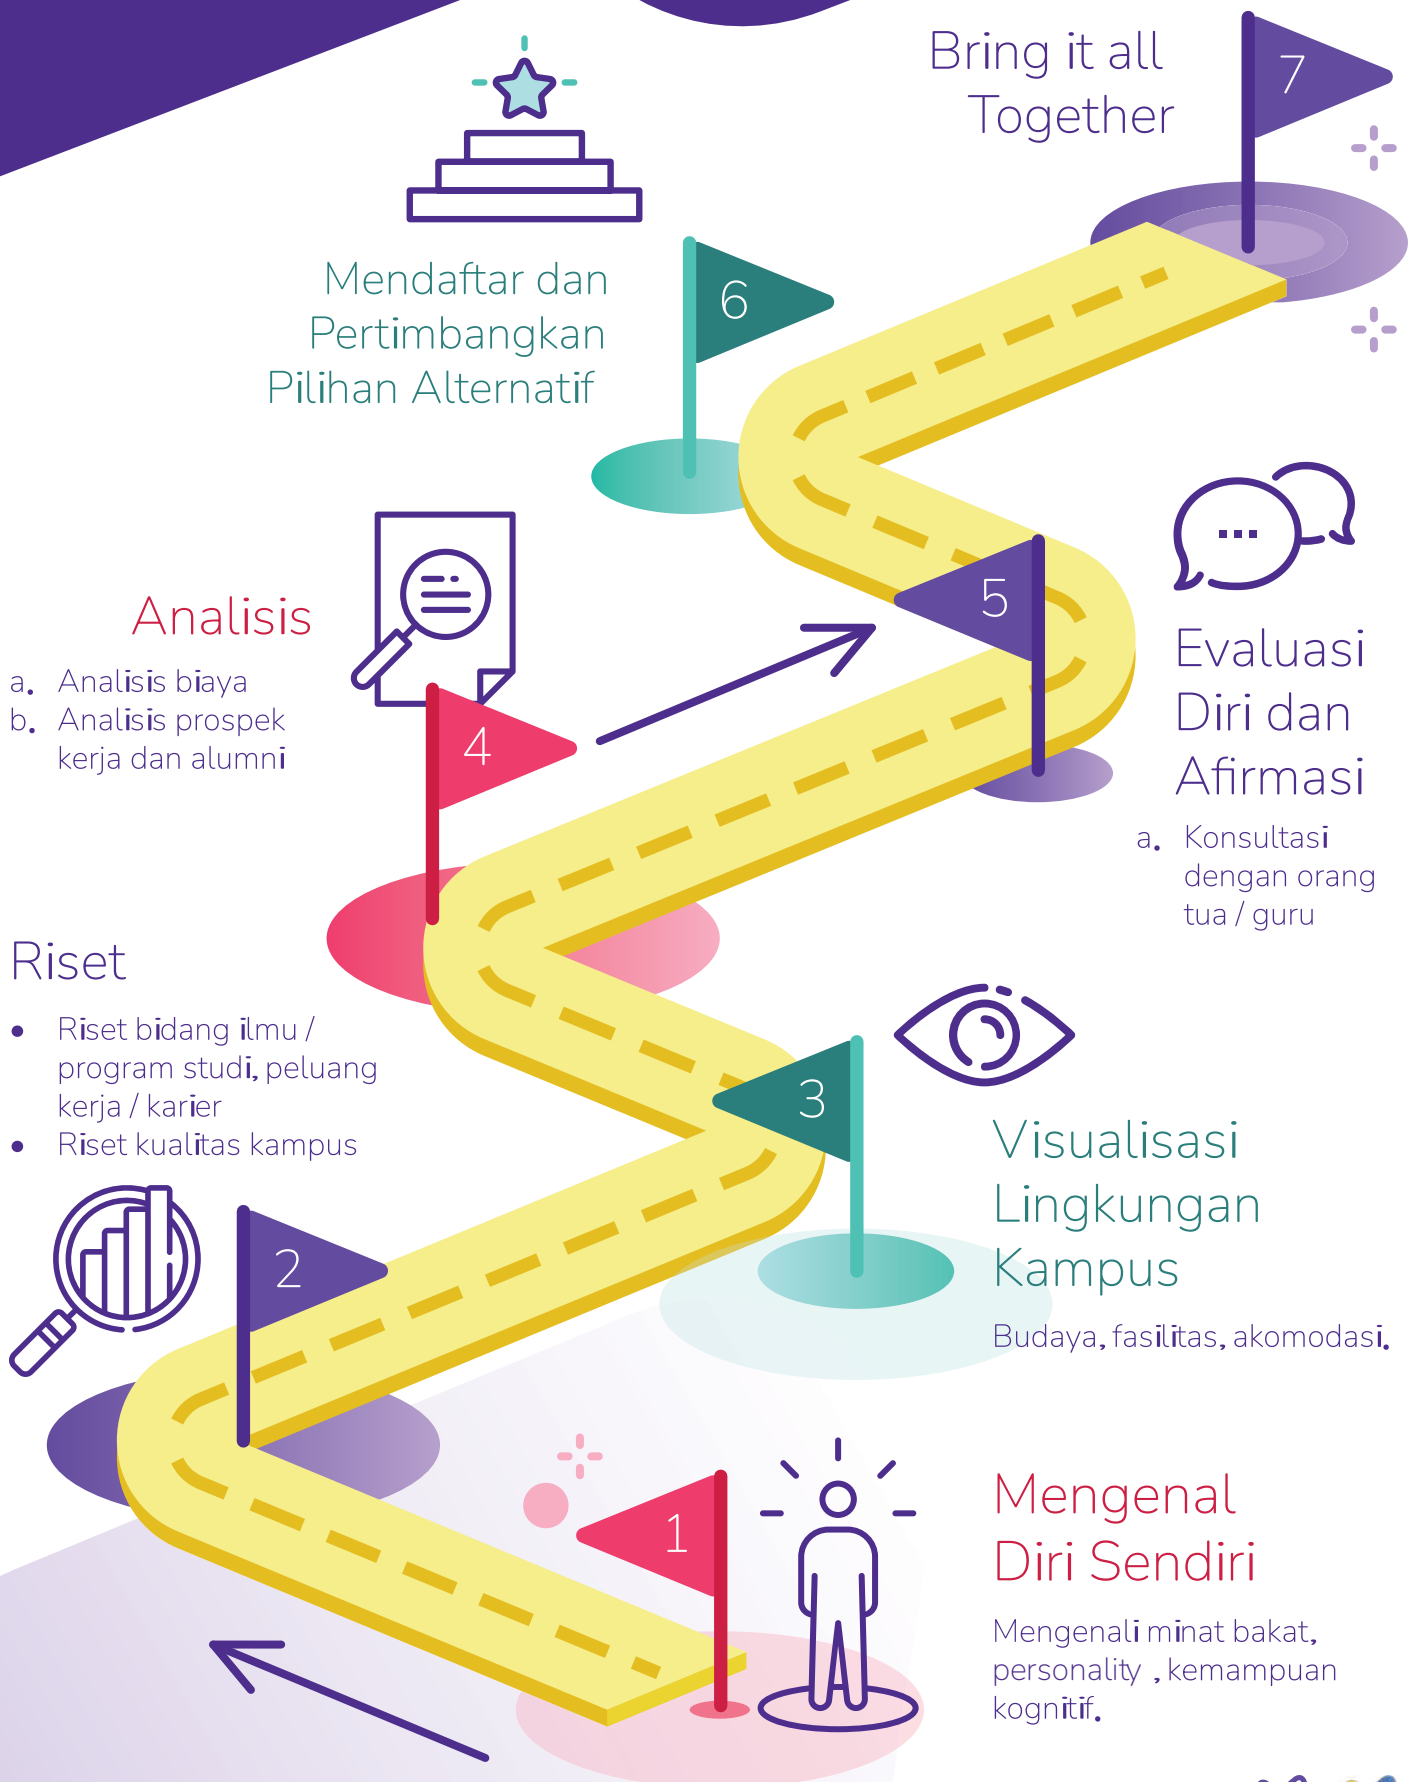 Bring it all
Together
7
Mendaftar dan
Pertimbangkan
Pilihan Alternatif
6
Analisis
a. Analisis biaya
b. Analisis prospek
kerja dan alumni
4
5
Evaluasi
Diri dan
Afirmasi
a. Konsultasi
dengan orang
tua / guru
Riset
• Riset bidang ilmu /
program studi, peluang
kerja / karier
• Riset kualitas kampus
2
3
Visualisasi
Lingkungan
Kampus
Budaya, fasilitas, akomodasi.
1
Mengenal
Diri Sendiri
Mengenali minat bakat,
personality , kemampuan
kognitif.